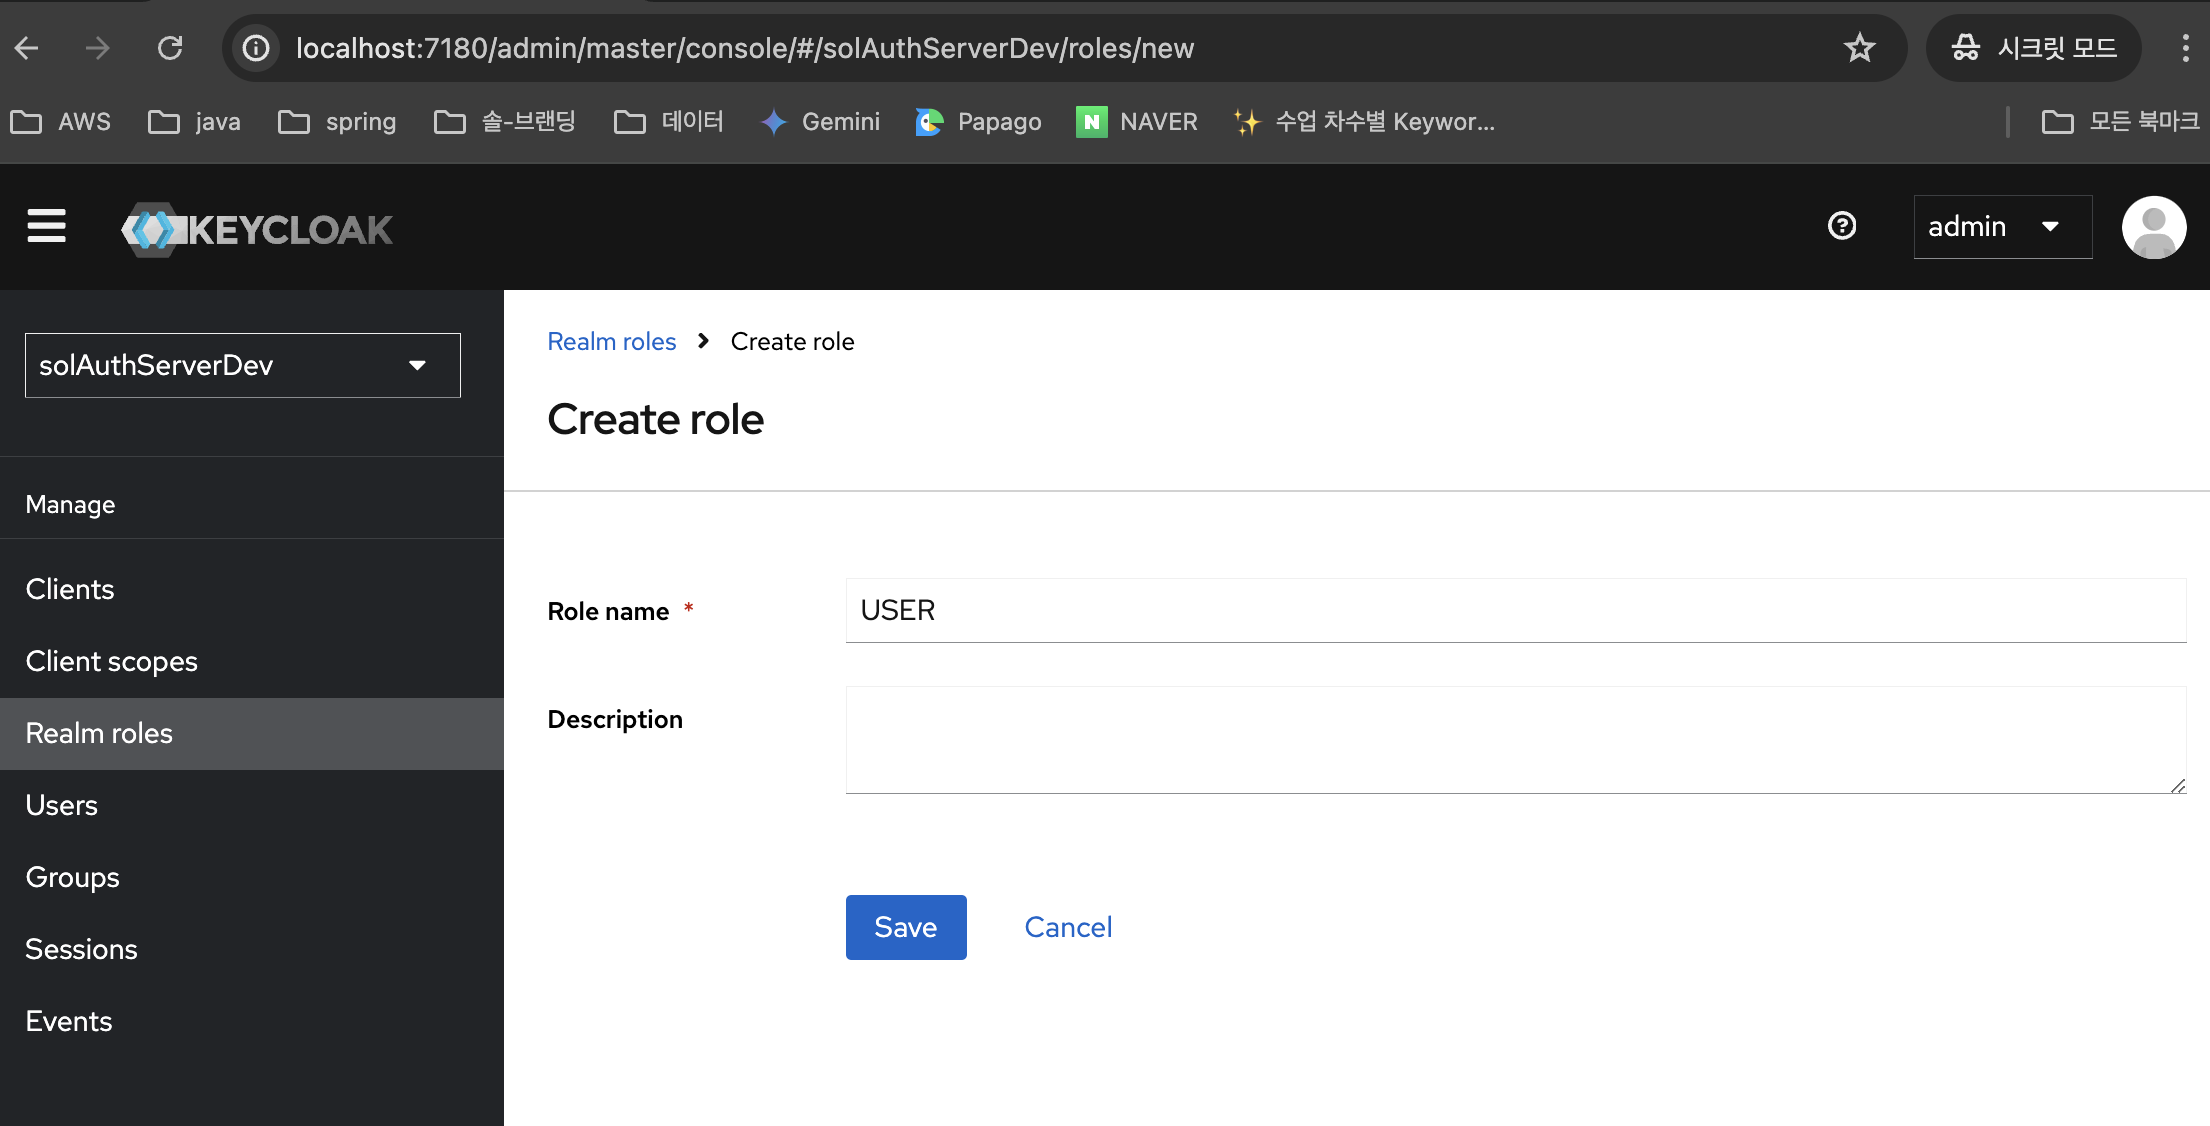 localhost:7180/admin/master/console/#/solAuthServerDev/roles/new
시크릿 모드
AWS java spring 솔-브랜딩 데이터 Gemini Papago N NAVER 수업 차수별 Keywor... 모든 북마크
KEYCLOAK
admin
solAuthServerDev
Manage
Clients
Client scopes
Realm roles
Users
Groups
Sessions
Events
Realm roles > Create role
Create role
Role name *
USER
Description
Save Cancel